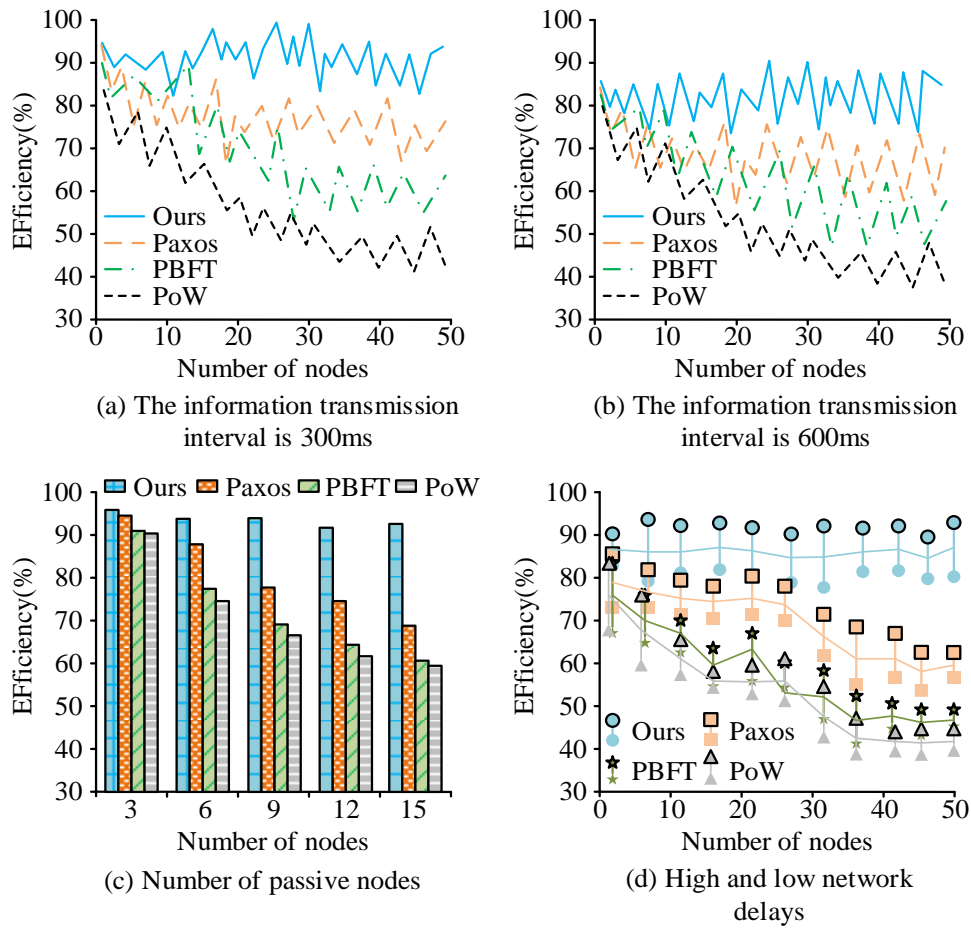 100
90
80
70
60
50
40
30
EFficiency(%)
Ours
Paxos
PBFT
PoW
0 10 20 30 40 50
Number of nodes
(a) The information transmission
interval is 300ms
100
90
80
70
60
50
40
30
EFficiency(%)
Ours
Paxos
PBFT
PoW
0 10 20 30 40 50
Number of nodes
(b) The information transmission
interval is 600ms
100
90
80
70
60
50
40
30
EFficiency(%)
Ours Paxos PBFT PoW
3 6 9 12 15
Number of nodes
(c) Number of passive nodes
100
90
80
70
60
50
40
30
EFficiency(%)
Ours Paxos
PBFT PoW
0 10 20 30 40 50
Number of nodes
(d) High and low network
delays